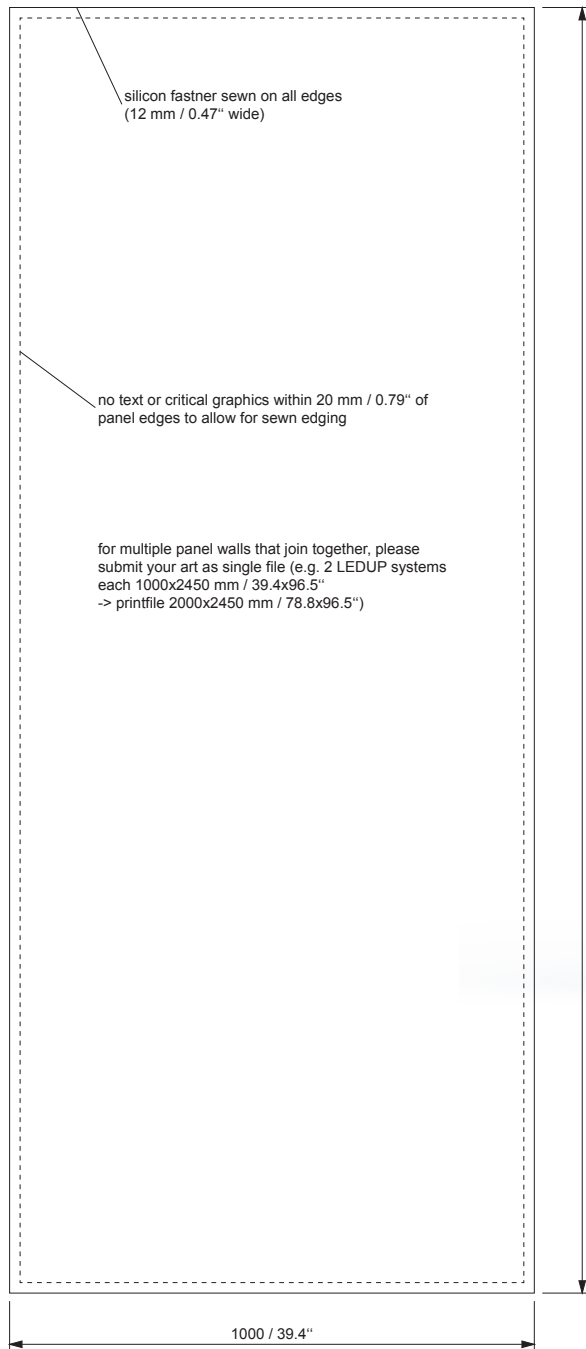 silicon fastner sewn on all edges
(12 mm / 0.47“ wide)
no text or critical graphics within 20 mm / 0.79“ of
panel edges to allow for sewn edging
for multiple panel walls that join together, please
submit your art as single file (e.g. 2 LEDUP systems
each 1000x2450 mm / 39.4x96.5“
-> printfile 2000x2450 mm / 78.8x96.5“)
1000 / 39.4“